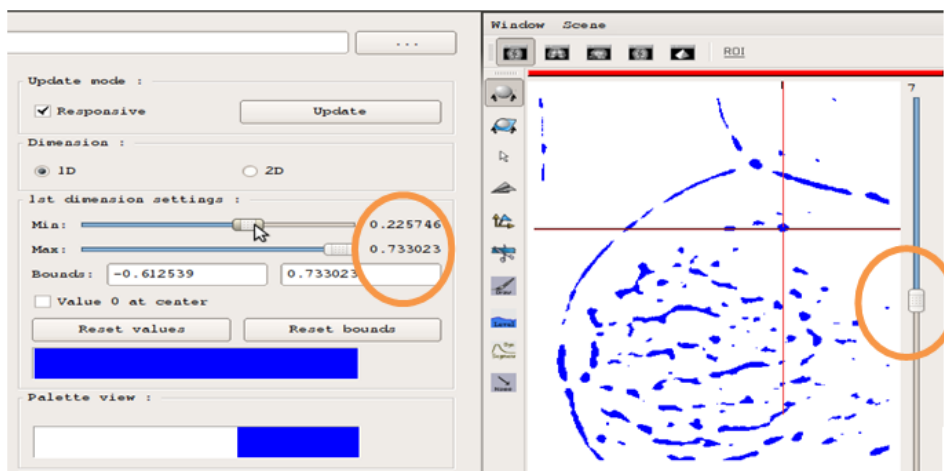 ...
Update mode :
Responsive
Update
Dimension :
1D
2D
1st dimension settings :
Min:
0.225746
Max:
0.733023
Bounds:
-0.612539
0.733023
Value 0 at center
Reset values
Reset bounds
Palette view :
Window Scene
ROI
7
Level